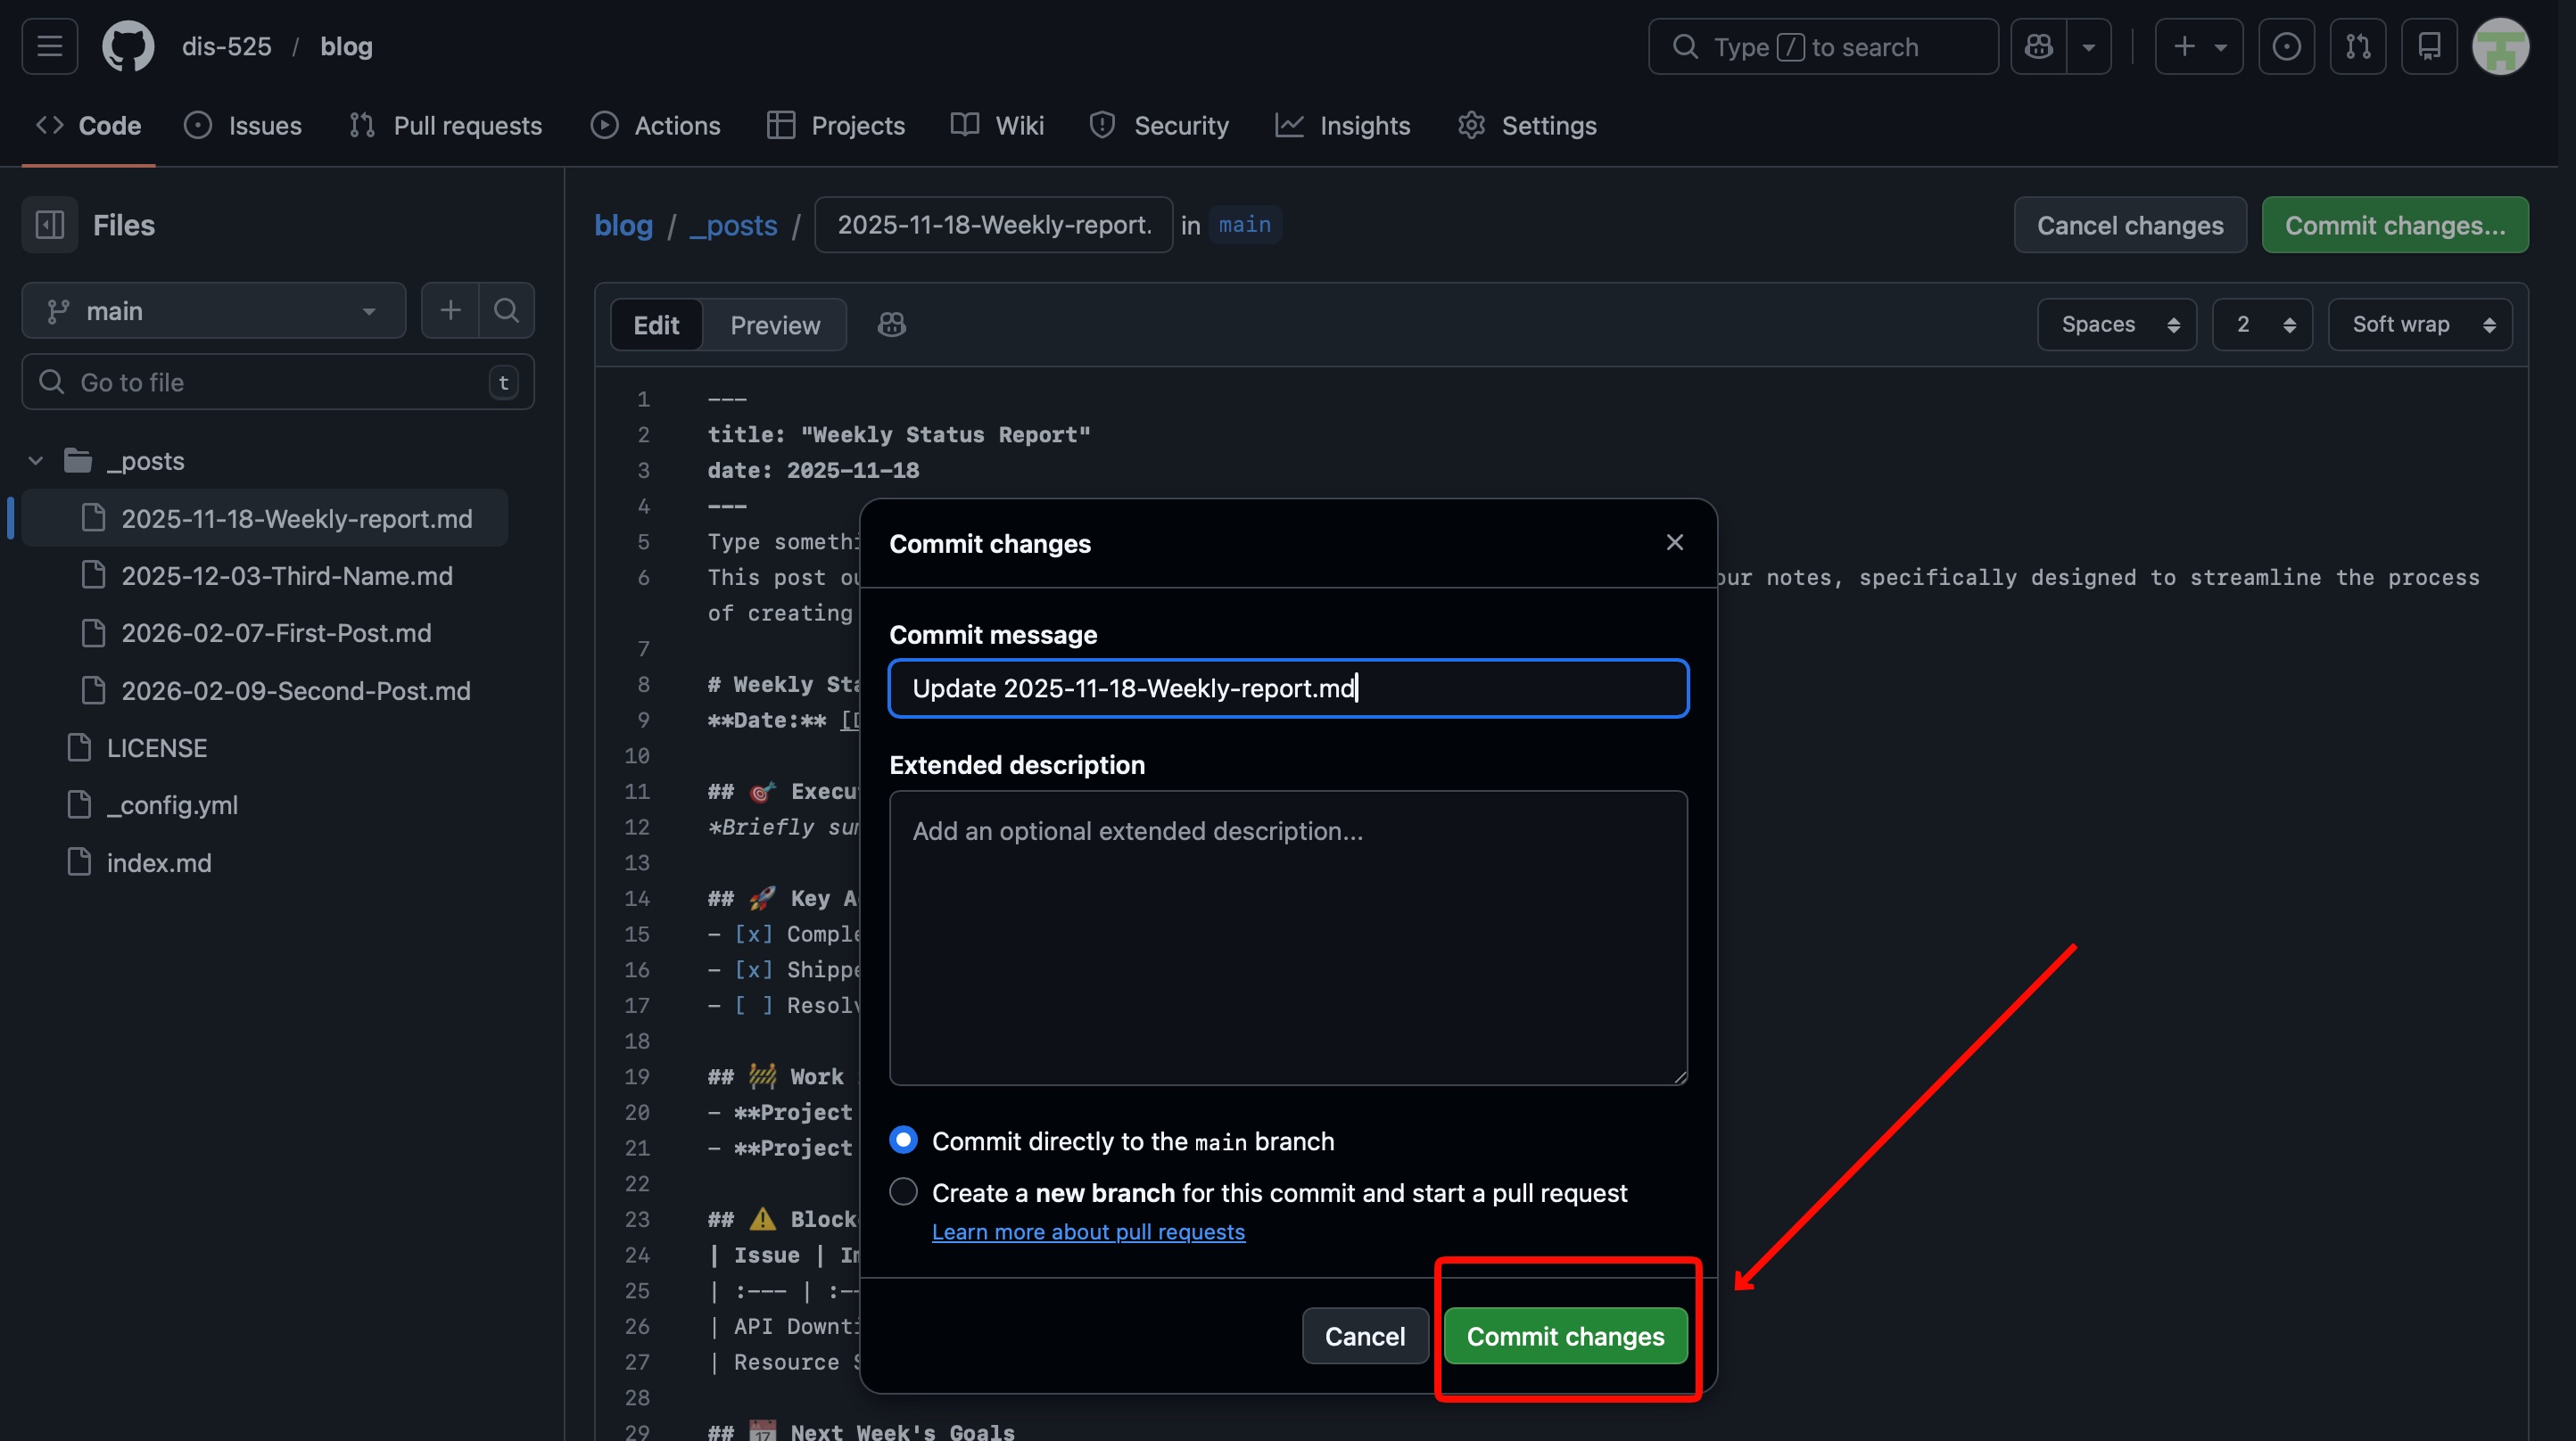 dis-525 / blog
Type / to search
Code
Issues
Pull requests
Actions
Projects
Wiki
Security
Insights
Settings
Files
main
Go to file
t
_posts
2025-11-18-Weekly-report.md
2025-12-03-Third-Name.md
2026-02-07-First-Post.md
2026-02-09-Second-Post.md
LICENSE
_config.yml
index.md
blog / _posts / 2025-11-18-Weekly-report. in main
Cancel changes
Commit changes...
Edit
Preview
Spaces
2
Soft wrap
1 ---
2 title: "Weekly Status Report"
3 date: 2025-11-18
4 ---
5 Type somethi
6 This post ou our notes, specifically designed to streamline the process
of creating
7
8 # Weekly Sta
9 **Date:** [[
10
11 ## 🎯 Execu
12 *Briefly sum
13
14 ## 🚀 Key A
15 - [x] Comple
16 - [x] Shippe
17 - [ ] Resolv
18
19 ## 🚧 Work
20 - **Project
21 - **Project
22
23 ## ⚠️ Block
24 | Issue | Im
25 | :--- | :--
26 | API Downti
27 | Resource S
28
29 ## 📅 Next Week's Goals
Commit changes
Commit message
Update 2025-11-18-Weekly-report.md
Extended description
Add an optional extended description...
Commit directly to the main branch
Create a new branch for this commit and start a pull request
Learn more about pull requests
Cancel
Commit changes